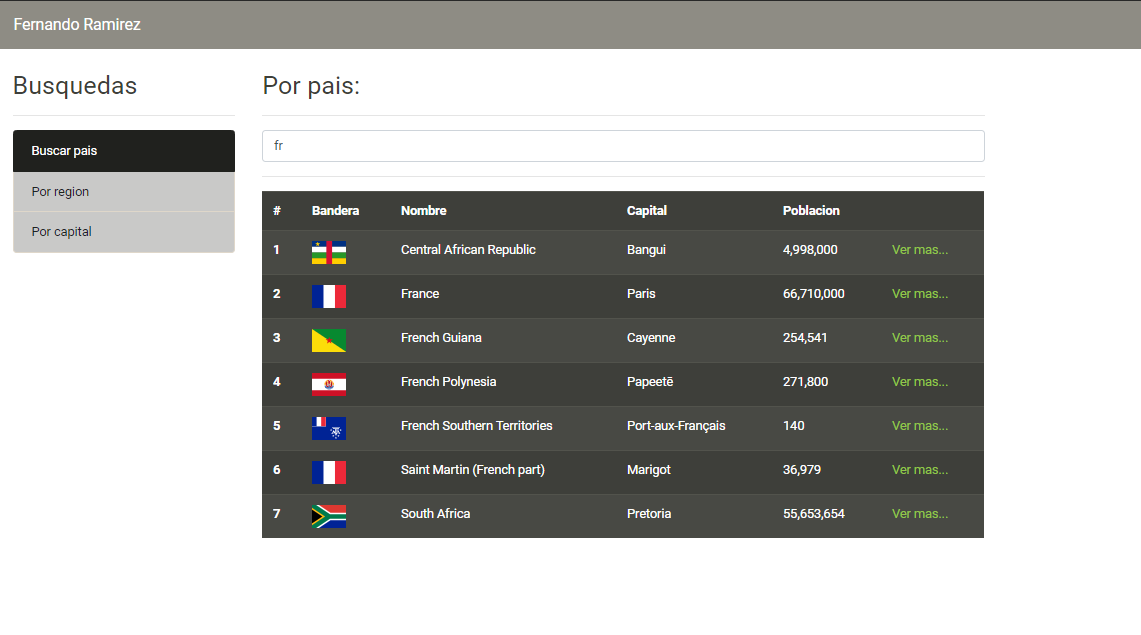 Fernando Ramirez
Busquedas
Buscar pais
Por region
Por capital
Por pais:
fr
# Bandera Nombre Capital Poblacion
1 Central African Republic Bangui 4,998,000 Ver mas...
2 France Paris 66,710,000 Ver mas...
3 French Guiana Cayenne 254,541 Ver mas...
4 French Polynesia Papeetē 271,800 Ver mas...
5 French Southern Territories Port-aux-Français 140 Ver mas...
6 Saint Martin (French part) Marigot 36,979 Ver mas...
7 South Africa Pretoria 55,653,654 Ver mas...